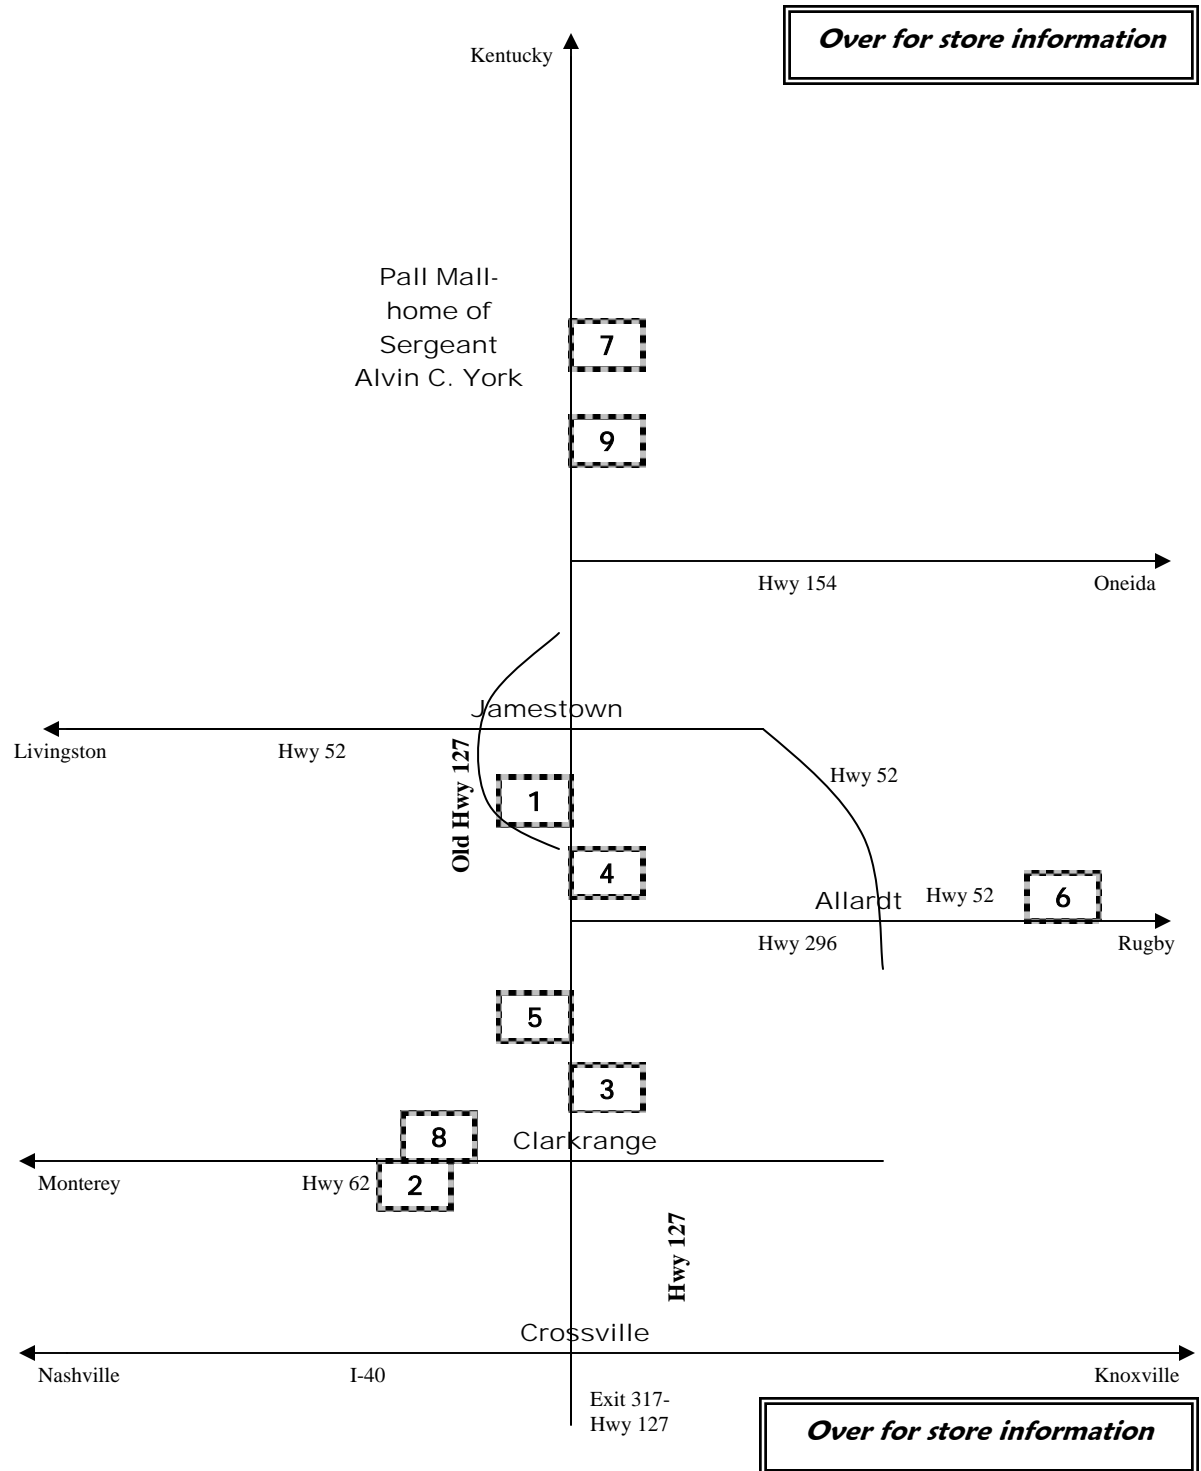 Over for store information
Kentucky
Pall Mall-
home of
Sergeant
Alvin C. York
7
9
Hwy 154
Oneida
Jamestown
Livingston
Hwy 52
Old Hwy 127
Hwy 52
1
4
Allardt
Hwy 52
6
Hwy 296
Rugby
5
3
8
Clarkrange
Monterey
Hwy 62
2
Hwy 127
Crossville
Nashville
I-40
Knoxville
Exit 317-
Hwy 127
Over for store information